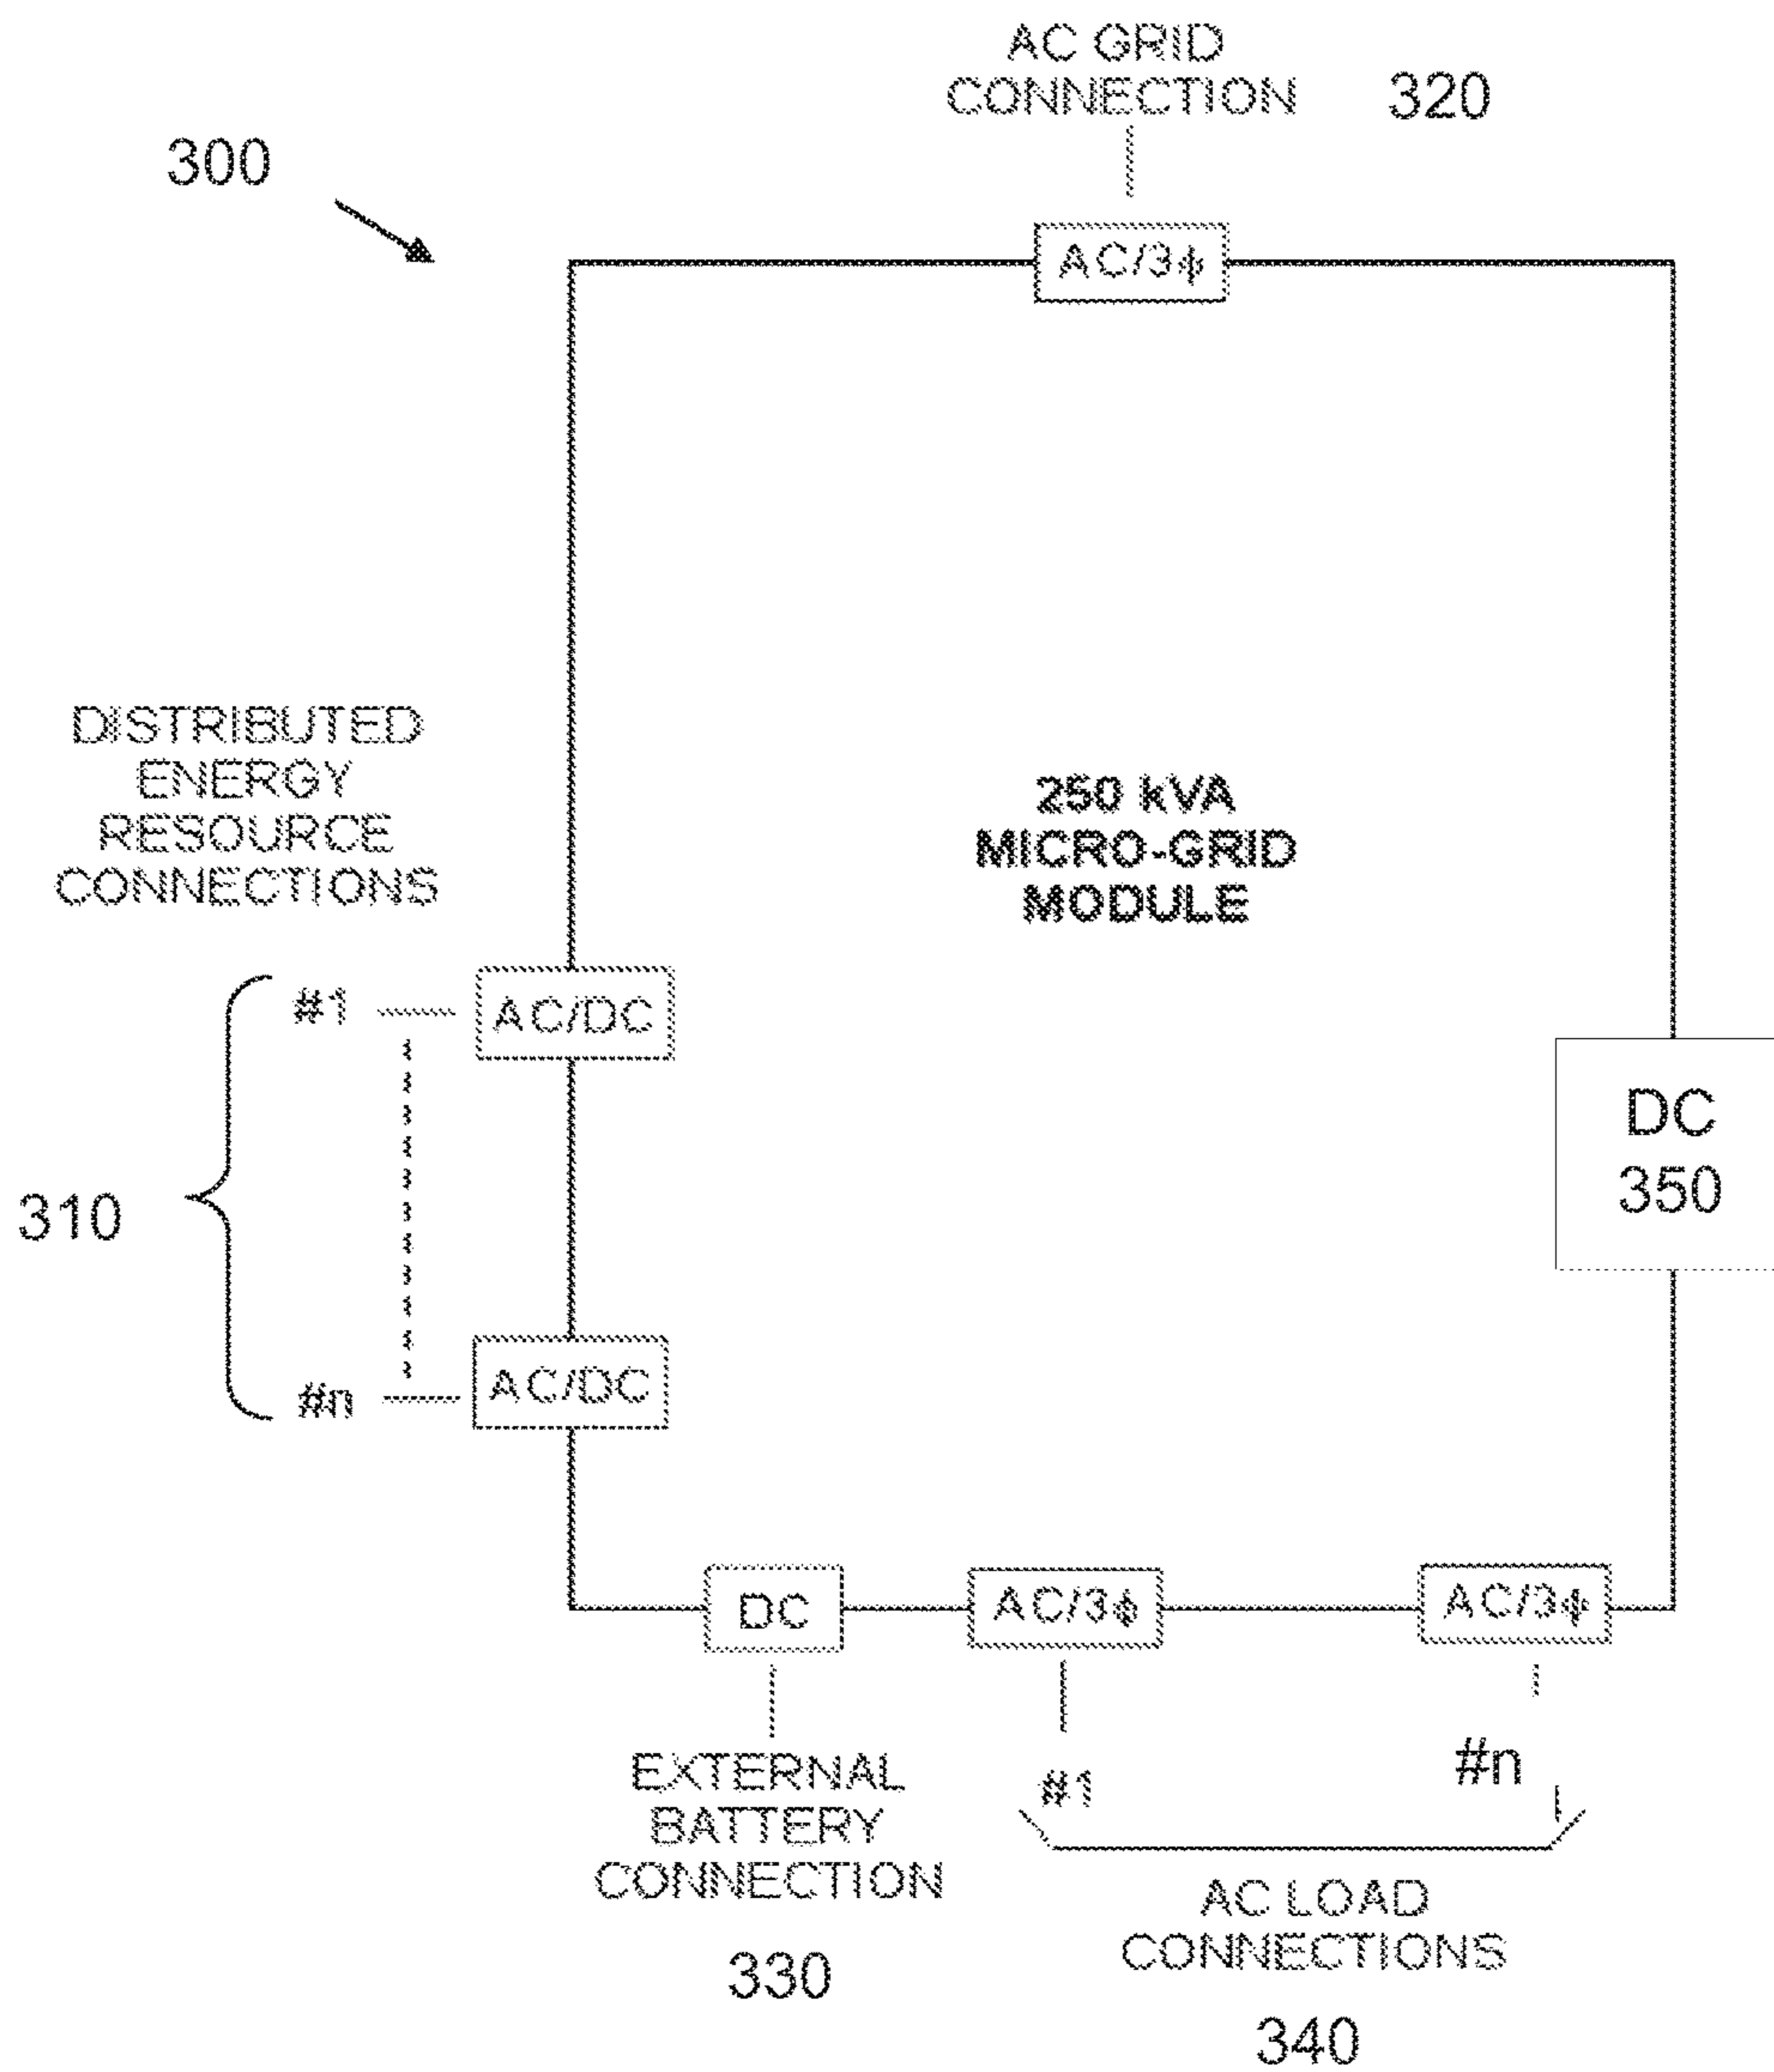 AC GRID
CONNECTION
320
300
AC/3ϕ
DISTRIBUTED
ENERGY
RESOURCE
CONNECTIONS
250 kVA
MICRO-GRID
MODULE
#1
AC/DC
DC
350
310
#n
AC/DC
DC
AC/3ϕ
AC/3ϕ
EXTERNAL
BATTERY
CONNECTION
330
#1
#n
AC LOAD
CONNECTIONS
340